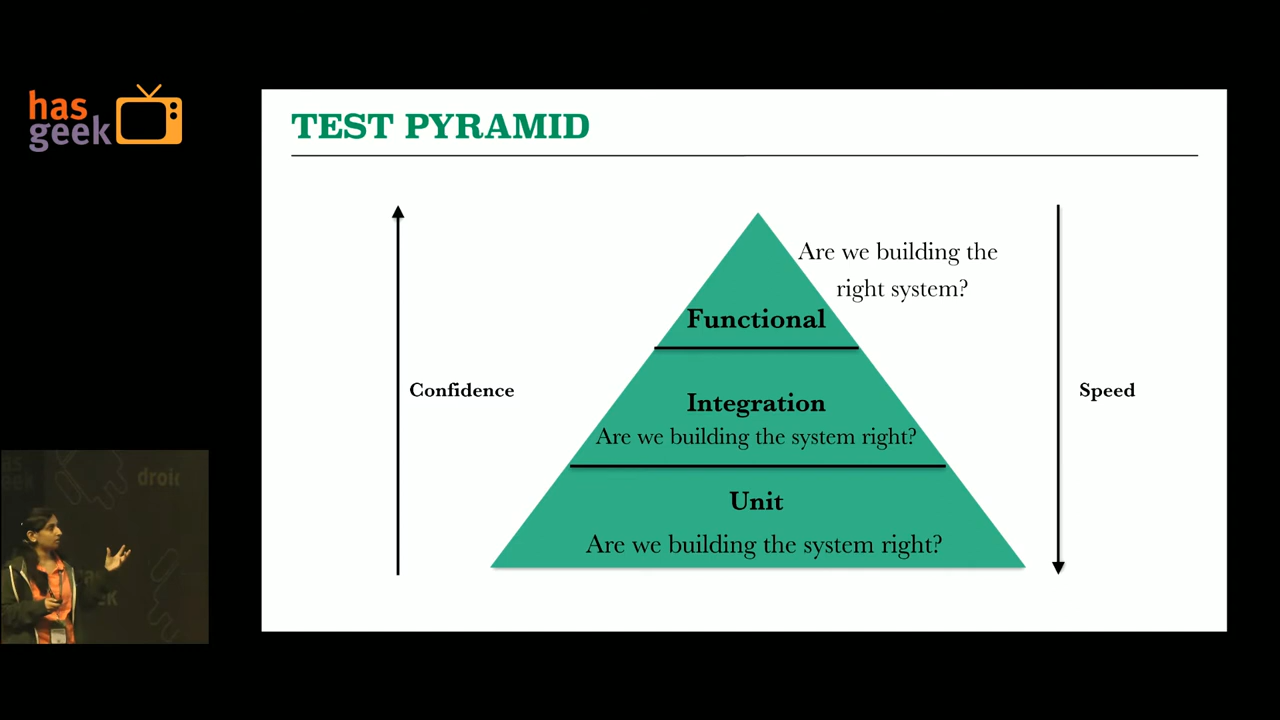 has
geek
TEST PYRAMID
Are we building the
right system?
Functional
Confidence
Speed
Integration
Are we building the system right?
Unit
Are we building the system right?
droid